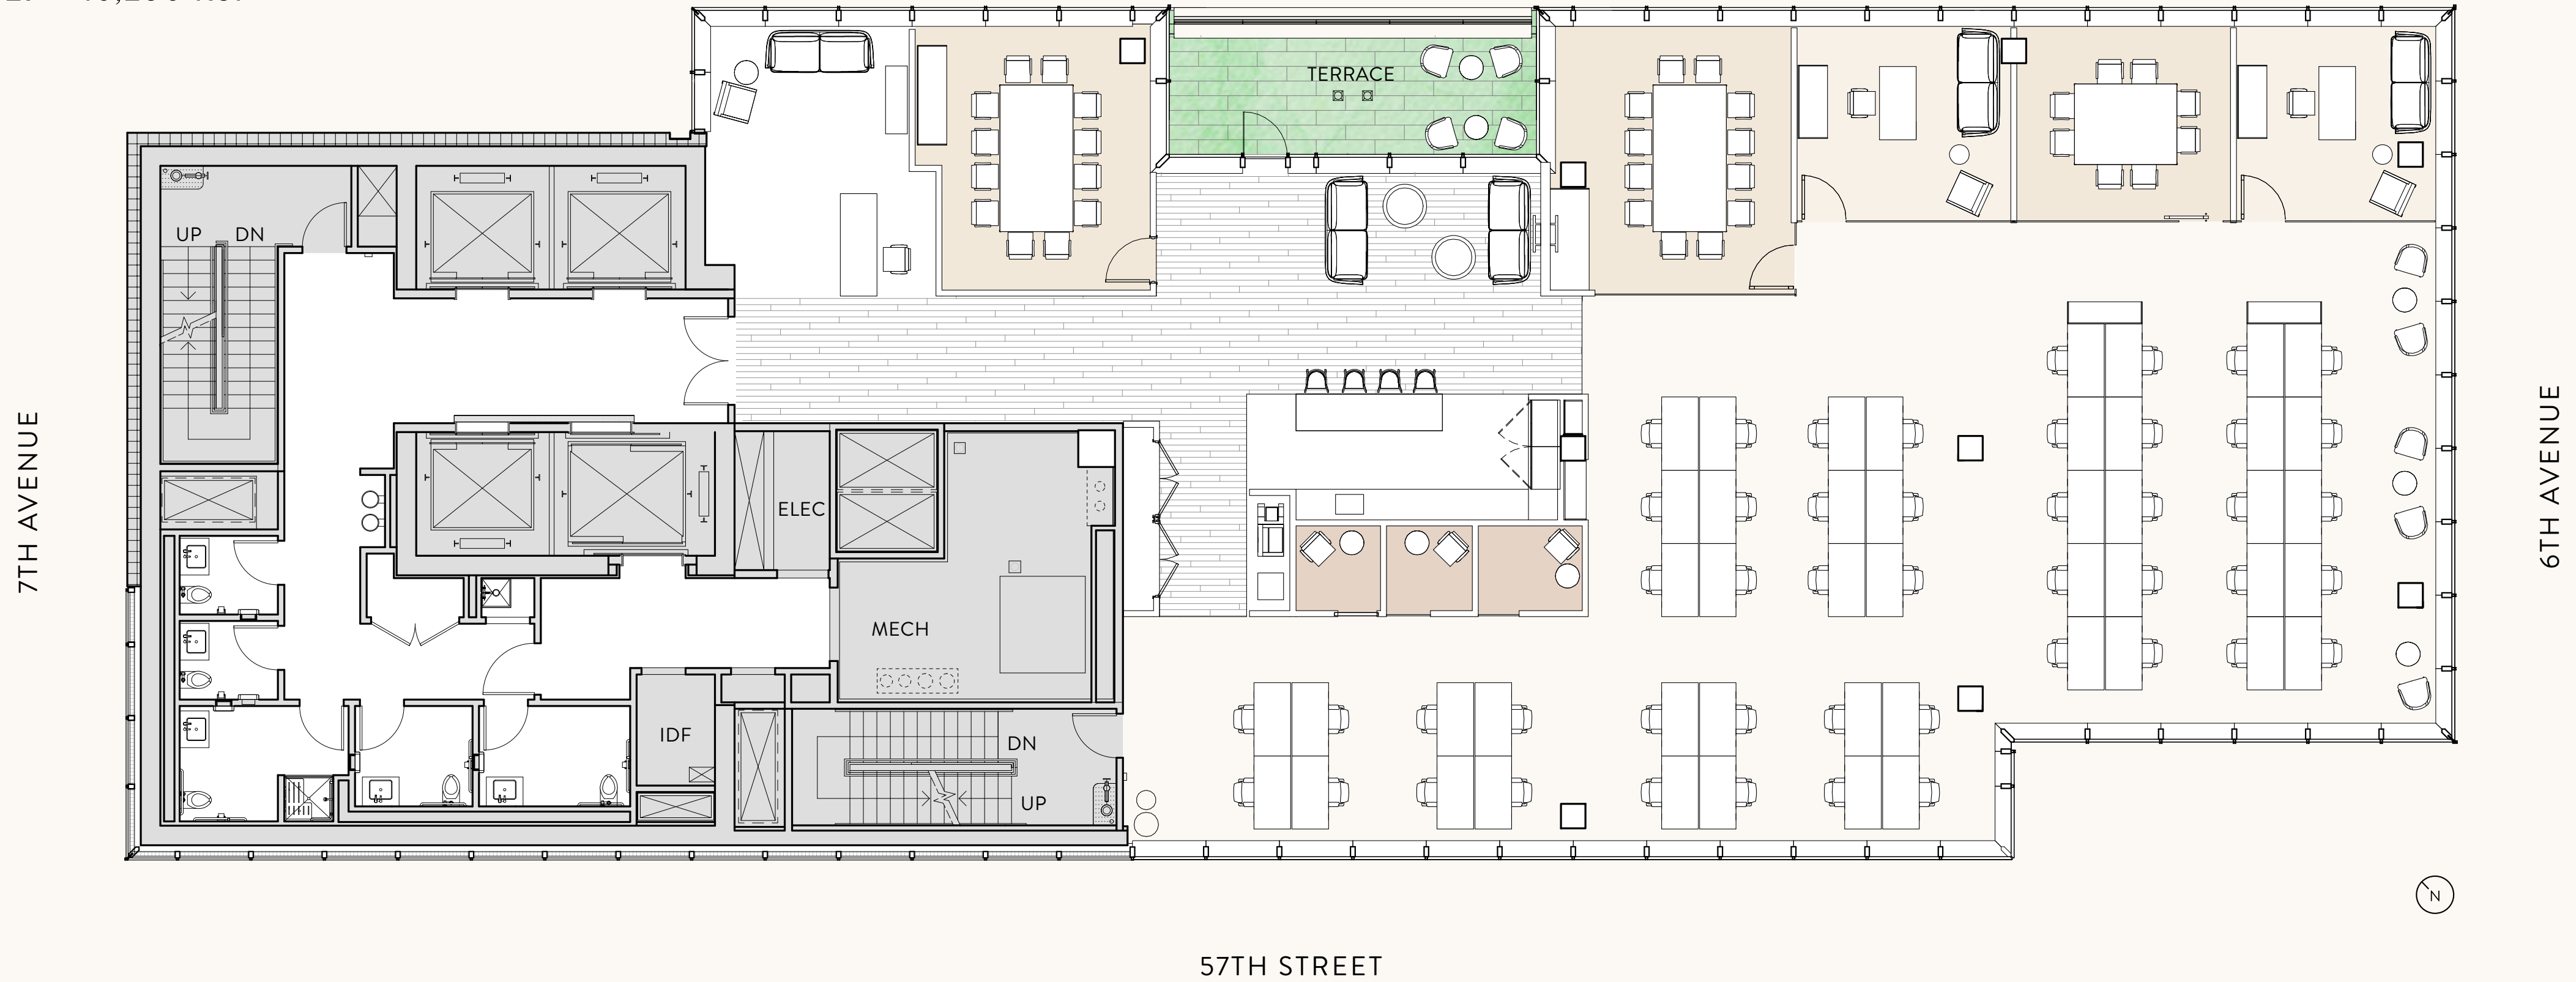 TERRACE
UP DN
7TH AVENUE
6TH AVENUE
ELEC
MECH
IDF
DN
UP
N
57TH STREET